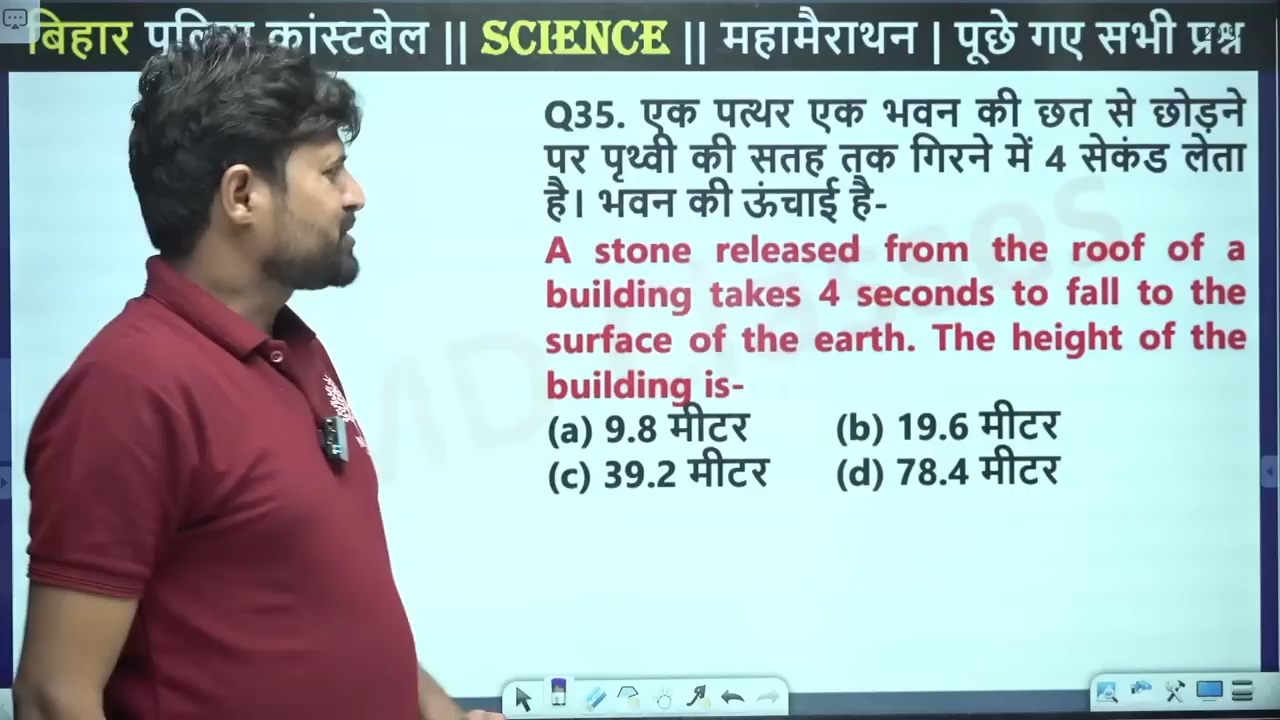 बिहार पुलिस कांस्टबेल || SCIENCE || महामैराथन | पूछे गए सभी प्रश्न
Q35. एक पत्थर एक भवन की छत से छोड़ने
पर पृथ्वी की सतह तक गिरने में 4 सेकंड लेता
है। भवन की ऊंचाई है-
A stone released from the roof of a
building takes 4 seconds to fall to the
surface of the earth. The height of the
building is-
(a) 9.8 मीटर (b) 19.6 मीटर
(c) 39.2 मीटर (d) 78.4 मीटर